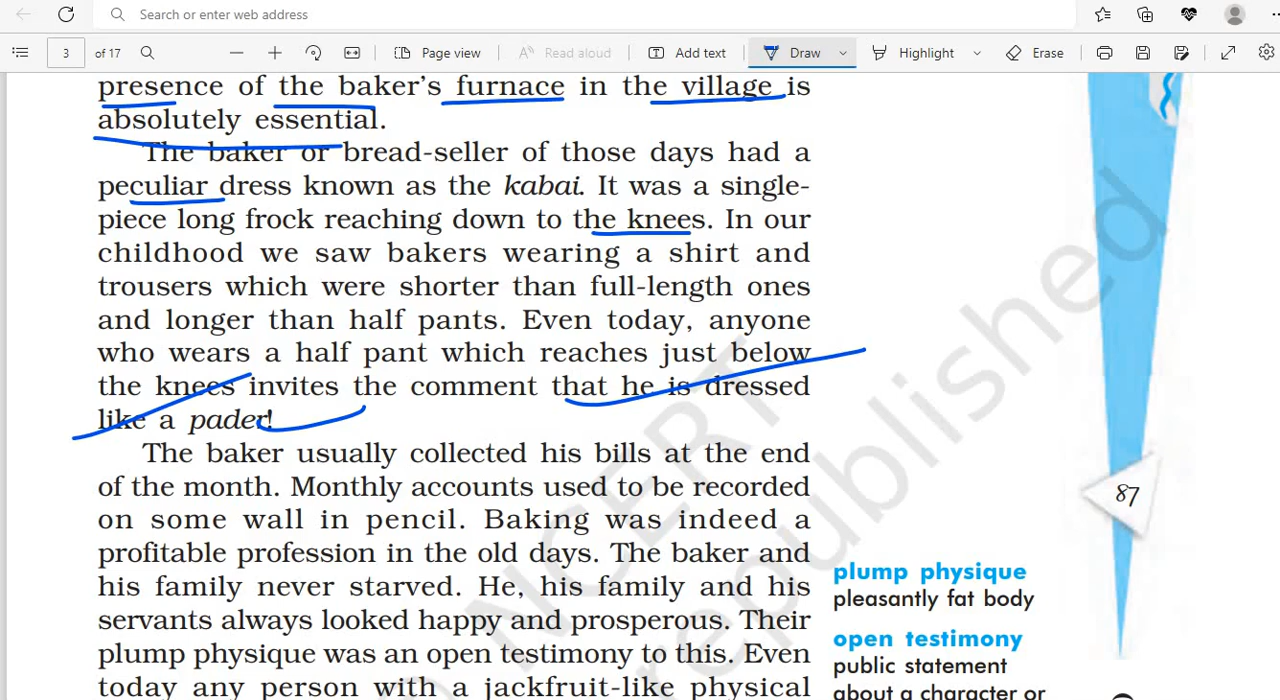 Search or enter web address
3 of 17 Page view Read aloud Add text Draw Highlight Erase
presence of the baker's furnace in the village is
absolutely essential.
The baker or bread-seller of those days had a
peculiar dress known as the kabai. It was a single-
piece long frock reaching down to the knees. In our
childhood we saw bakers wearing a shirt and
trousers which were shorter than full-length ones
and longer than half pants. Even today, anyone
who wears a half pant which reaches just below
the knees invites the comment that he is dressed
like a pader!
The baker usually collected his bills at the end
of the month. Monthly accounts used to be recorded
on some wall in pencil. Baking was indeed a
profitable profession in the old days. The baker and
his family never starved. He, his family and his
servants always looked happy and prosperous. Their
plump physique was an open testimony to this. Even
today any person with a jackfruit-like physical
87
plump physique
pleasantly fat body
open testimony
public statement
about a character or
NCERT
republished